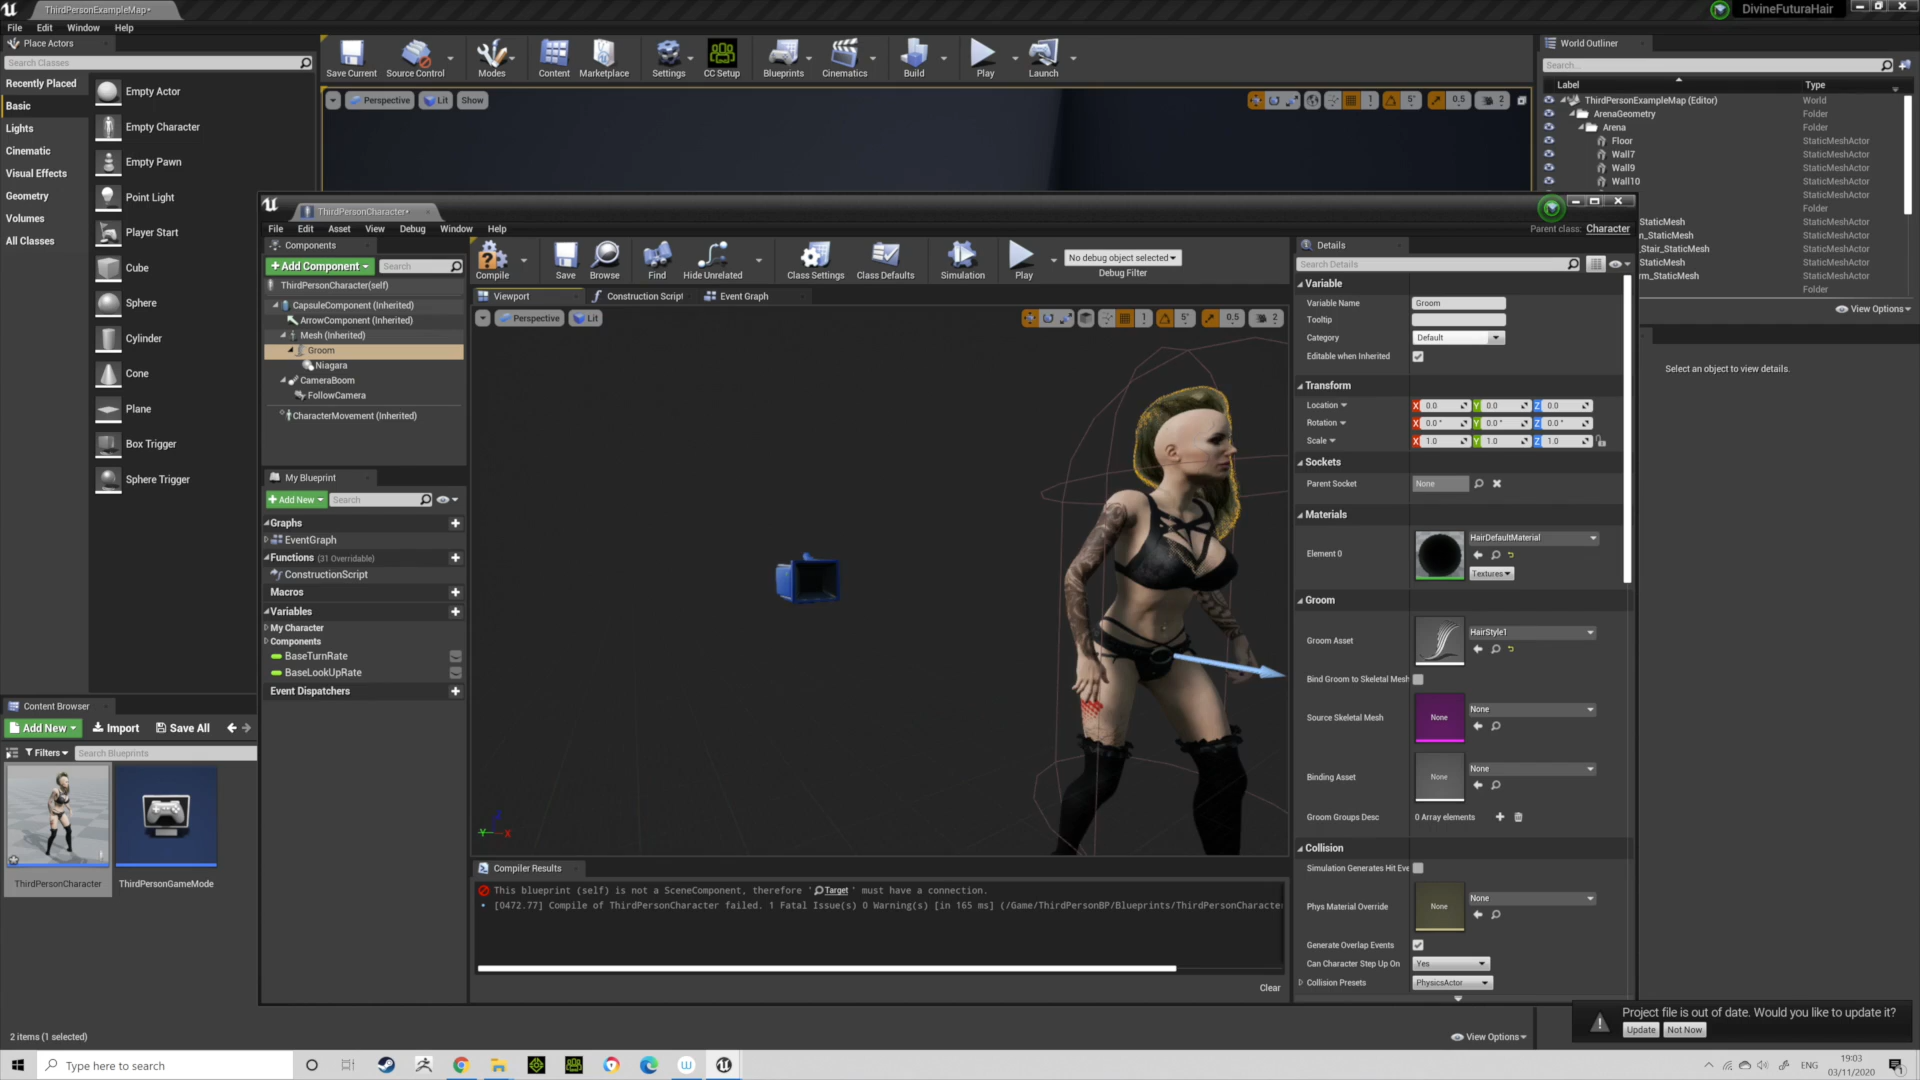 ThirdPersonExampleMap•
DivineFuturaHair
File Edit Window Help
Place Actors
Search Classes
Recently Placed
Basic
Lights
Cinematic
Visual Effects
Geometry
Volumes
All Classes
Empty Actor
Empty Character
Empty Pawn
Point Light
Player Start
Cube
Sphere
Cylinder
Cone
Plane
Box Trigger
Sphere Trigger
Save Current Source Control Modes Content Marketplace Settings CC Setup Blueprints Cinematics Build Play Launch
Perspective Lit Show
1 5° 0.5 2
World Outliner
Search...
Label Type
ThirdPersonExampleMap (Editor) World
ArenaGeometry Folder
Arena Folder
Floor StaticMeshActor
Wall7 StaticMeshActor
Wall9 StaticMeshActor
Wall10 StaticMeshActor
StaticMeshActor
Folder
StaticMesh StaticMeshActor
m_StaticMesh StaticMeshActor
_Stair_StaticMesh StaticMeshActor
StaticMesh StaticMeshActor
rm_StaticMesh StaticMeshActor
Folder
View Options
Select an object to view details.
ThirdPersonCharacter•
File Edit Asset View Debug Window Help
Parent class: Character
Components
+ Add Component Search
ThirdPersonCharacter(self)
CapsuleComponent (Inherited)
ArrowComponent (Inherited)
Mesh (Inherited)
Groom
Niagara
CameraBoom
FollowCamera
CharacterMovement (Inherited)
My Blueprint
+ Add New Search
Graphs
EventGraph
Functions (31 Overridable)
ConstructionScript
Macros
Variables
My Character
Components
BaseTurnRate
BaseLookUpRate
Event Dispatchers
Compile Save Browse Find Hide Unrelated Class Settings Class Defaults Simulation Play
No debug object selected
Debug Filter
Viewport Construction Script Event Graph
Perspective Lit
1 5° 0.5 2
Y X
Compiler Results
This blueprint (self) is not a SceneComponent, therefore ' Target ' must have a connection.
[0472.77] Compile of ThirdPersonCharacter failed. 1 Fatal Issue(s) 0 Warning(s) [in 165 ms] (/Game/ThirdPersonBP/Blueprints/ThirdPersonCharacter
Clear
Details
Search Details
Variable
Variable Name Groom
Tooltip
Category Default
Editable when Inherited
Transform
Location X 0.0 Y 0.0 Z 0.0
Rotation X 0.0° Y 0.0° Z 0.0°
Scale X 1.0 Y 1.0 Z 1.0
Sockets
Parent Socket None
Materials
Element 0 HairDefaultMaterial
Textures
Groom
Groom Asset HairStyle1
Bind Groom to Skeletal Mesh
Source Skeletal Mesh None None
Binding Asset None None
Groom Groups Desc 0 Array elements
Collision
Simulation Generates Hit Eve
Phys Material Override None None
Generate Overlap Events
Can Character Step Up On Yes
Collision Presets PhysicsActor
Content Browser
Add New Import Save All
Filters Search Blueprints
ThirdPersonCharacter
ThirdPersonGameMode
2 items (1 selected)
View Options
Project file is out of date. Would you like to update it?
Update Not Now
Type here to search
ENG
19:03
03/11/2020